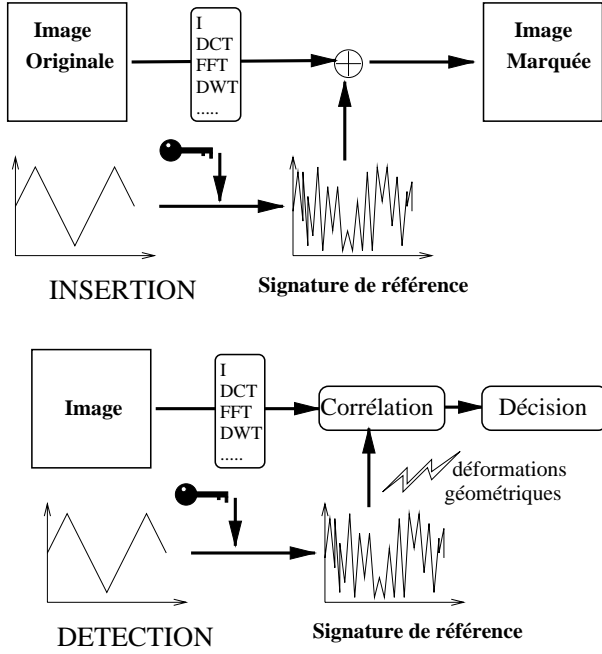 Image
Originale
I
DCT
FFT
DWT
.....
Image
Marquée
INSERTION
Signature de référence
Image
I
DCT
FFT
DWT
.....
Corrélation
Décision
déformations
géométriques
DETECTION
Signature de référence